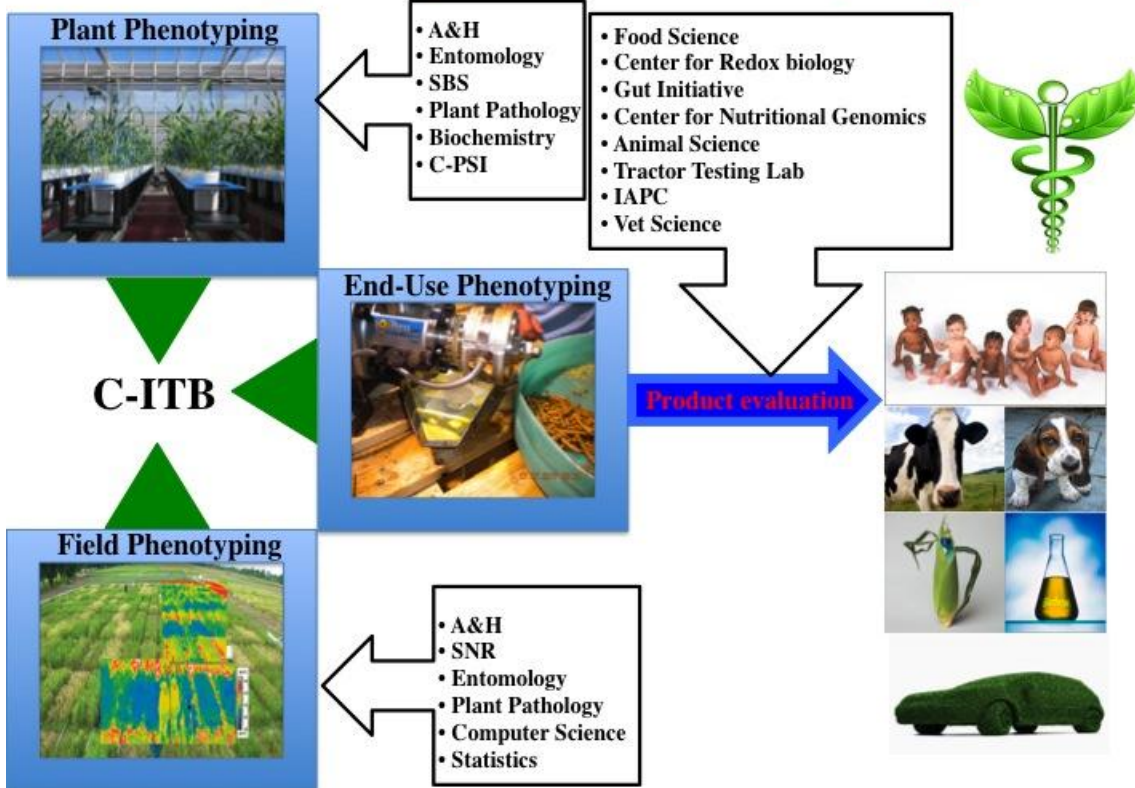 Plant Phenotyping
• A&H
• Entomology
• SBS
• Plant Pathology
• Biochemistry
• C-PSI
• Food Science
• Center for Redox biology
• Gut Initiative
• Center for Nutritional Genomics
• Animal Science
• Tractor Testing Lab
• IAPC
• Vet Science
End-Use Phenotyping
C-ITB
Product evaluation
Field Phenotyping
• A&H
• SNR
• Entomology
• Plant Pathology
• Computer Science
• Statistics